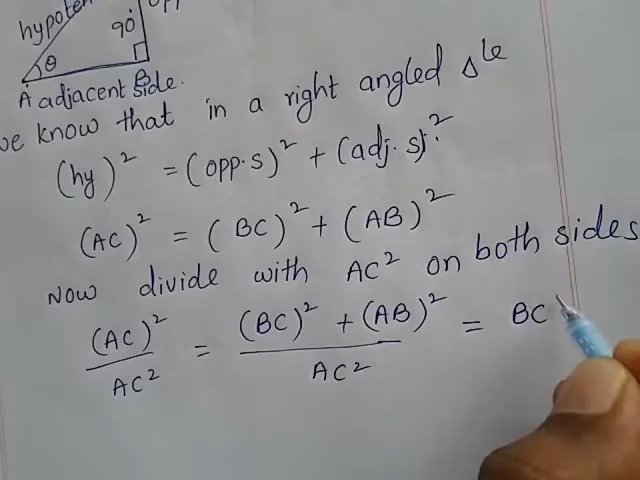 90°
θ
A adjacent side. B
we know that in a right angled Δle
(hy)² = (opp.s)² + (adj.s)²
(AC)² = (BC)² + (AB)²
Now divide with AC² on both sides
(AC)²/AC² = (BC)² + (AB)²/AC² = BC